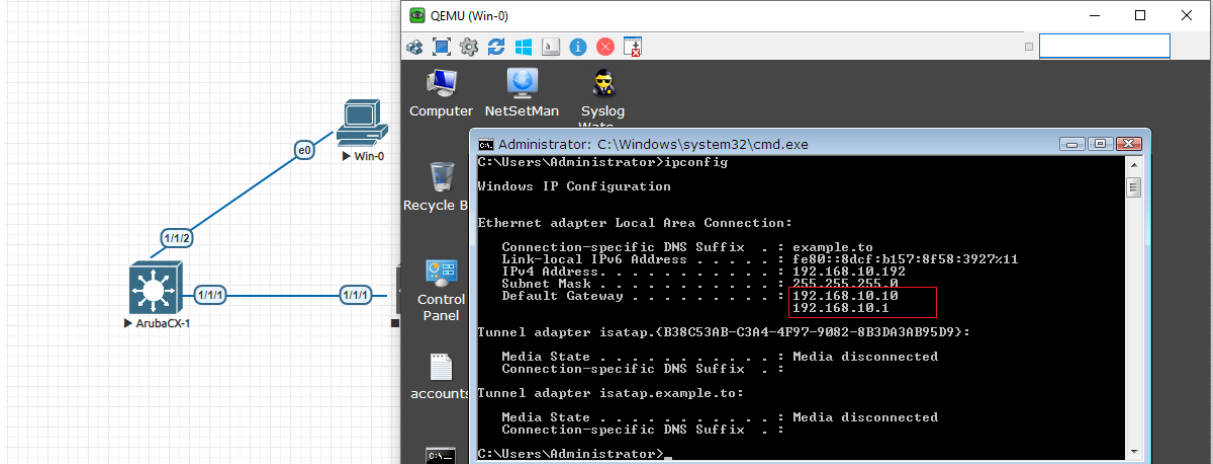 e0
Win-0
1/1/2
1/1/1
1/1/1
ArubaCX-1
QEMU (Win-0)
Computer
NetSetMan
Syslog
Recycle B
Control
Panel
accounts
Administrator: C:\Windows\system32\cmd.exe
C:\Users\Administrator>ipconfig
Windows IP Configuration
Ethernet adapter Local Area Connection:
Connection-specific DNS Suffix . : example.to
Link-local IPv6 Address . . . . . : fe80::8dcf:b157:8f58:3927%11
IPv4 Address. . . . . . . . . . . : 192.168.10.192
Subnet Mask . . . . . . . . . . . : 255.255.255.0
Default Gateway . . . . . . . . . : 192.168.10.10
192.168.10.1
Tunnel adapter isatap.{B38C53AB-C3A4-4F97-9082-8B3DA3AB95D9}:
Media State . . . . . . . . . . . : Media disconnected
Connection-specific DNS Suffix . :
Tunnel adapter isatap.example.to:
Media State . . . . . . . . . . . : Media disconnected
Connection-specific DNS Suffix . :
C:\Users\Administrator>_